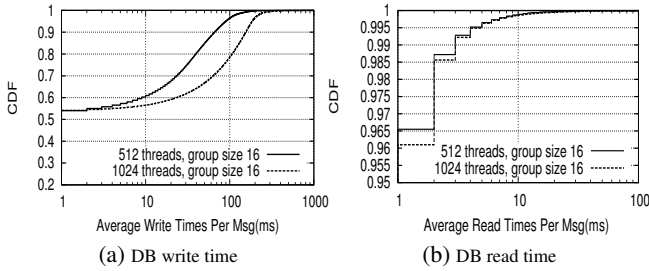 1
0.9
0.8
0.7
0.6
0.5
0.4
0.3
0.2
CDF
512 threads, group size 16
1024 threads, group size 16
1 10 100 1000
Average Write Times Per Msg(ms)
(a) DB write time
1
0.995
0.99
0.985
0.98
0.975
0.97
0.965
0.96
0.955
0.95
CDF
512 threads, group size 16
1024 threads, group size 16
1 10 100
Average Read Times Per Msg(ms)
(b) DB read time